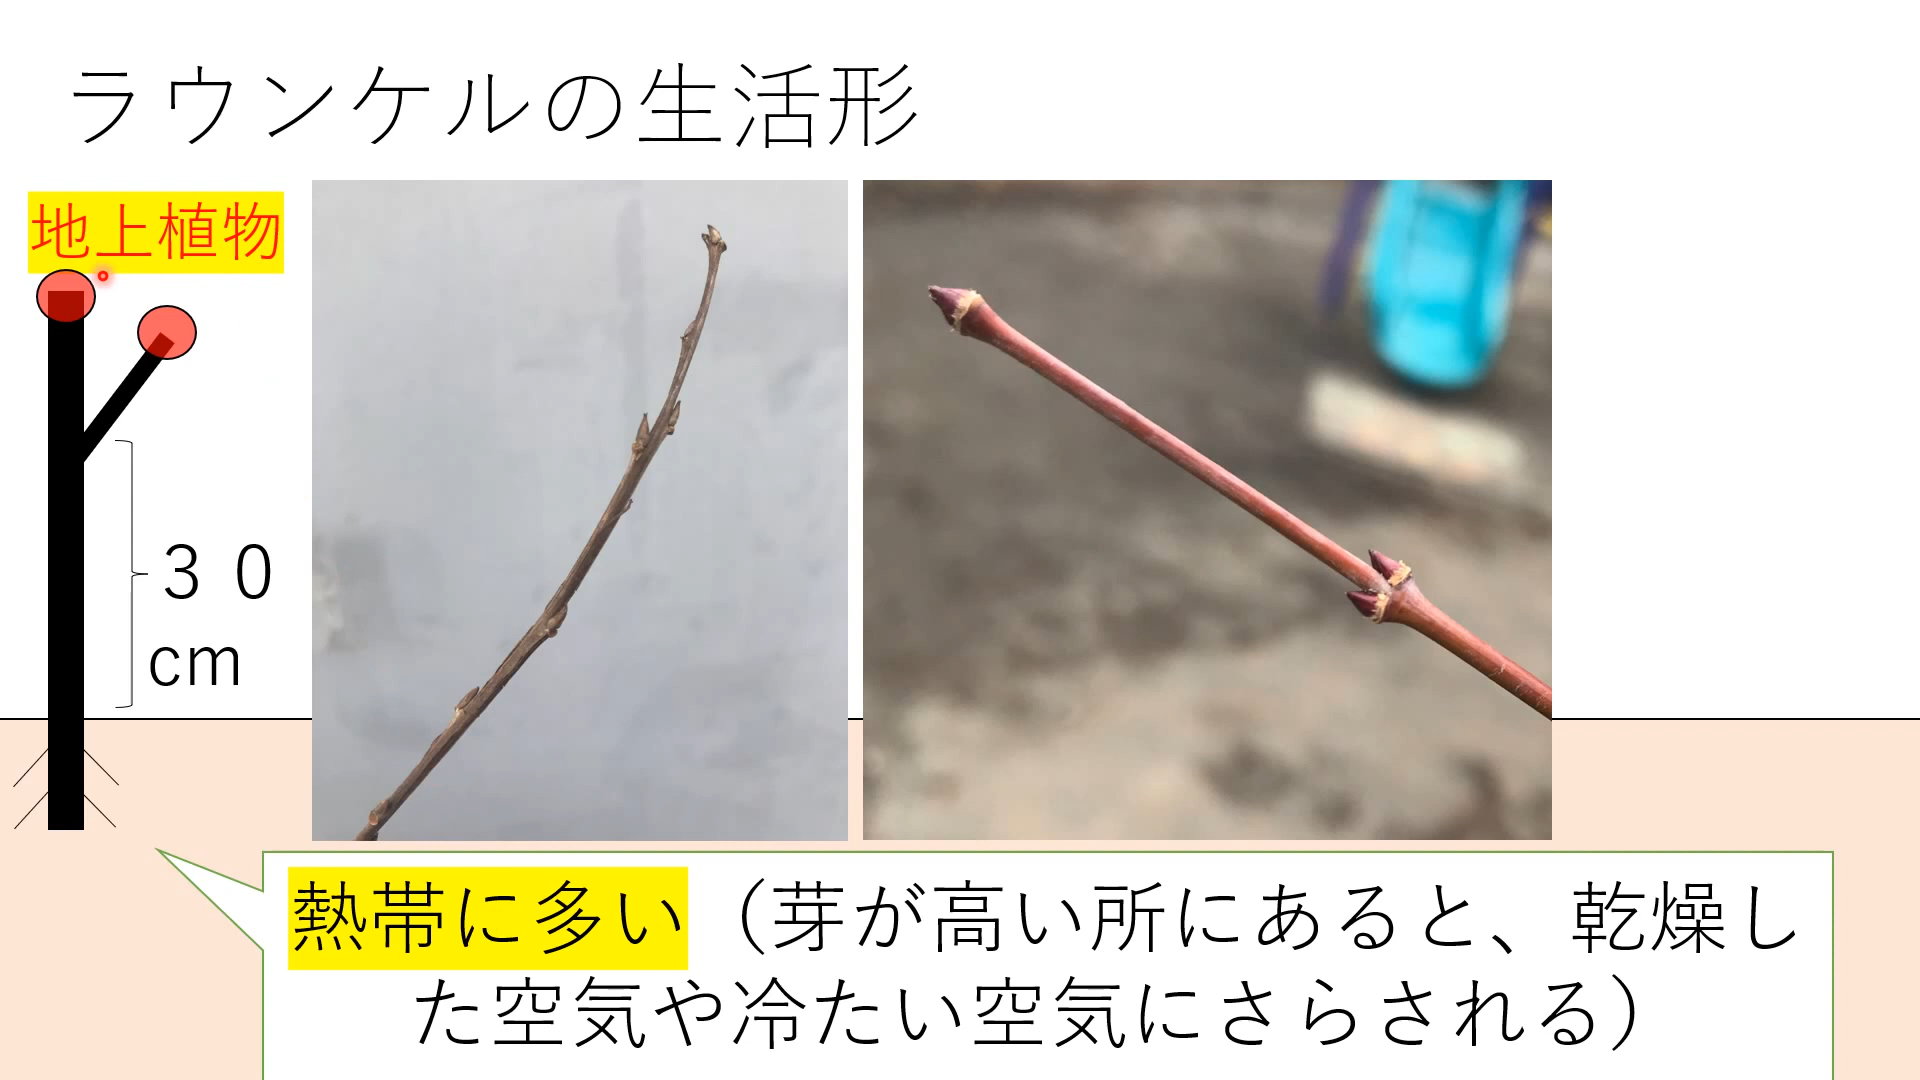 ラウンケルの生活形
地上植物
３０
cm
熱帯に多い（芽が高い所にあると、乾燥し
た空気や冷たい空気にさらされる）